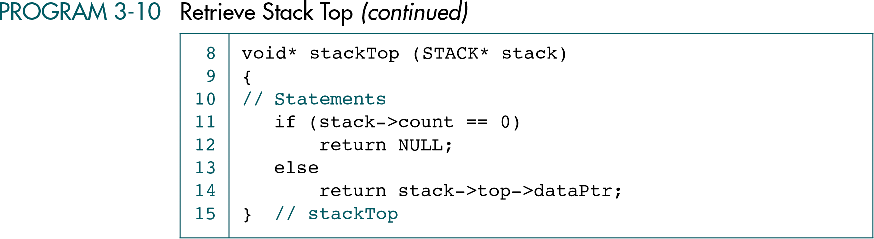 PROGRAM 3-10 Retrieve Stack Top (continued)
8 void* stackTop (STACK* stack)
9 {
10 // Statements
11 if (stack->count == 0)
12 return NULL;
13 else
14 return stack->top->dataPtr;
15 } // stackTop